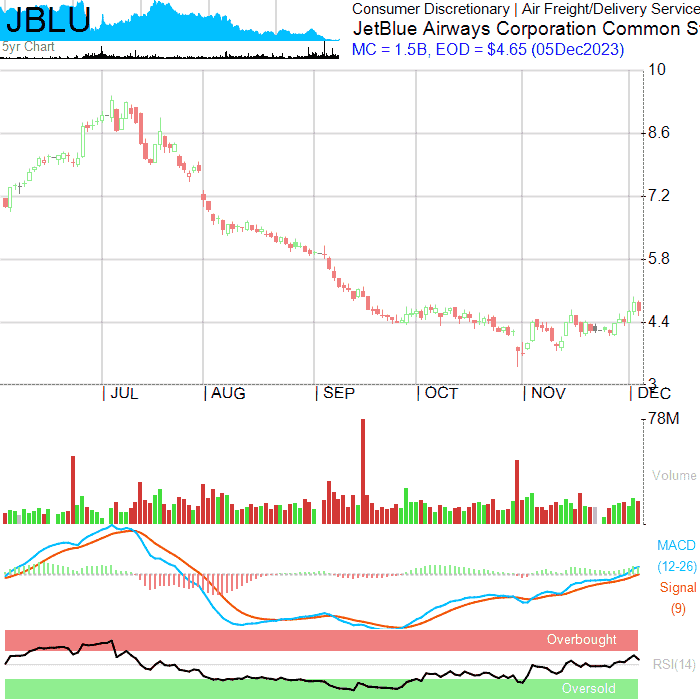 JBLU
5yr Chart
Consumer Discretionary | Air Freight/Delivery Service
JetBlue Airways Corporation Common S
MC = 1.5B, EOD = $4.65 (05Dec2023)
10
8.6
7.2
5.8
4.4
3
| JUL | AUG | SEP | OCT | NOV | DEC
78M
Volume
MACD
(12-26)
Signal
(9)
Overbought
RSI(14)
Oversold